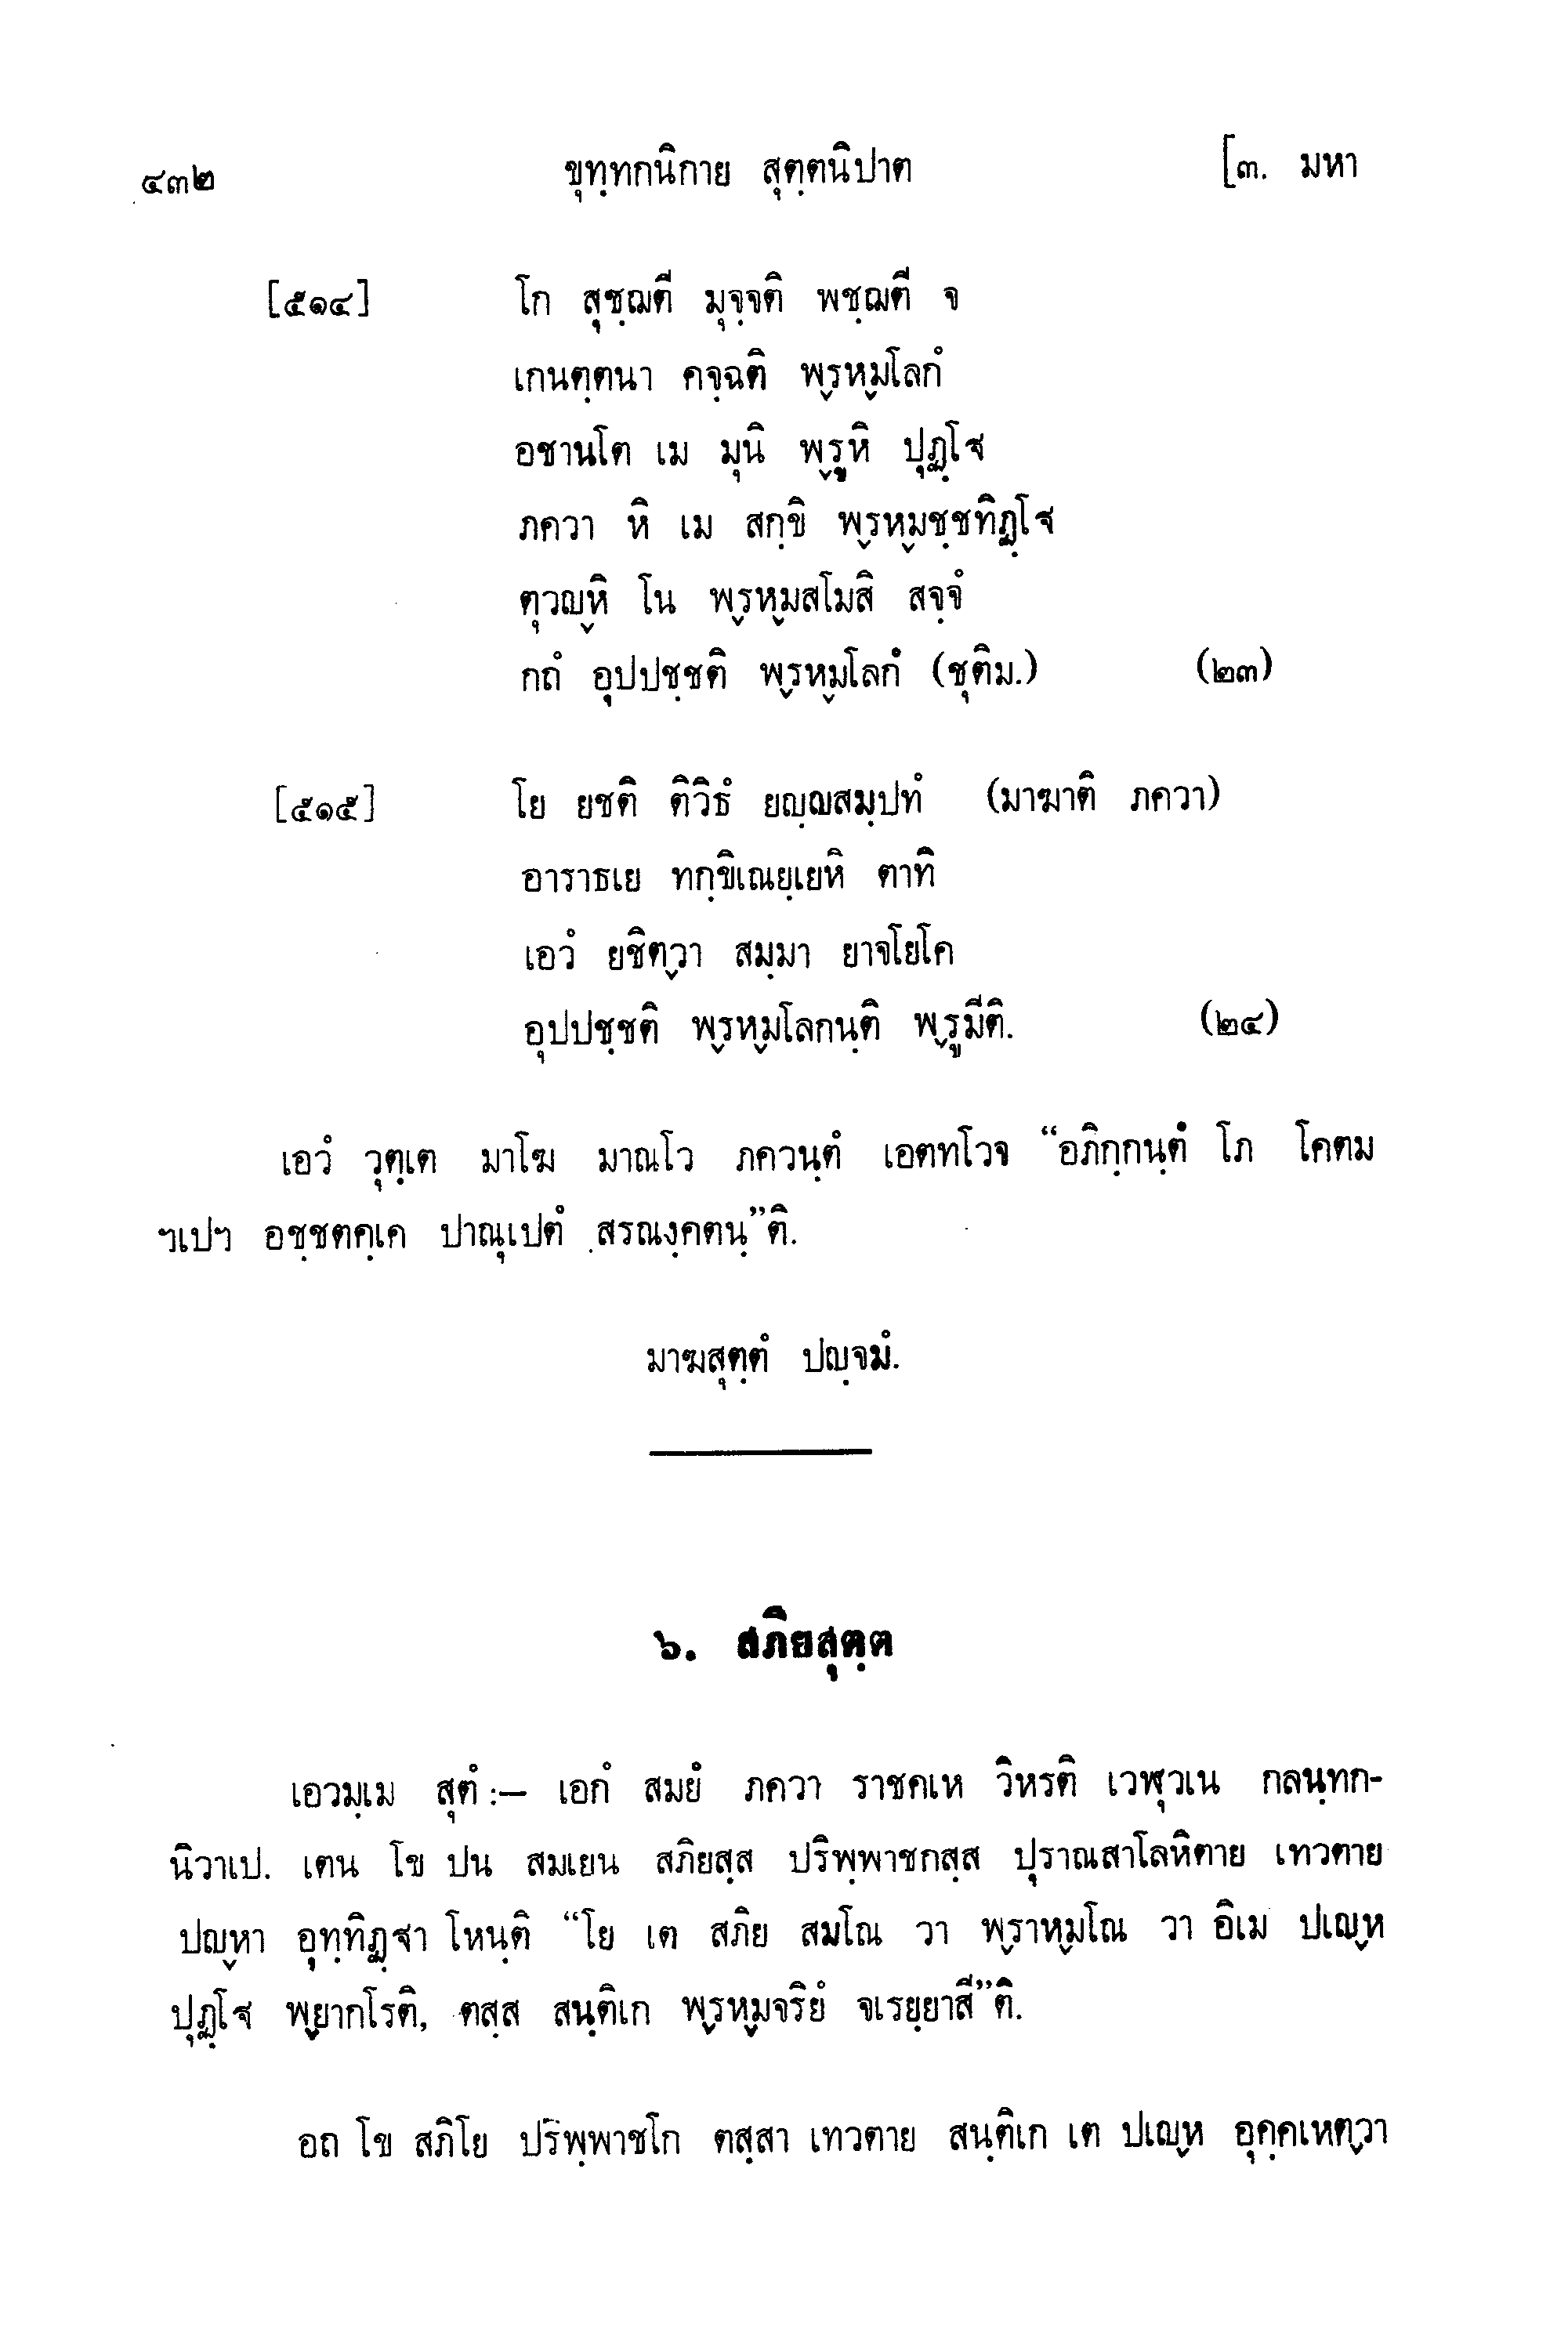 ๔๓๒ ขุทฺทกนิกาย สุตฺตนิปาต [๓. มหา
[๕๑๔] โก สุชฺฌตี มุจฺจติ พชฺฌตี จ
เกนตฺตนา คจฺฉติ พฺรหฺมโลกํ
อชานโต เม มุนิ พฺรูหิ ปุฏฺโฐ
ภควา หิ เม สกฺขิ พฺรหฺมชฺชทิฏฺโฐ
ตุวญฺหิ โน พฺรหฺมสโมสิ สจฺจํ
กถํ อุปปชฺชติ พฺรหฺมโลกํ (ชุติม.) (๒๓)
[๕๑๕] โย ยชติ ติวิธํ ยญฺญสมฺปทํ (มาฆาติ ภควา)
อาราธเย ทกฺขิเณยฺเยหิ ตาทิ
เอวํ ยชิตฺวา สมฺมา ยาจโยโค
อุปปชฺชติ พฺรหฺมโลกนฺติ พฺรูมีติ. (๒๔)
เอวํ วุตฺเต มาโฆ มาณโว ภควนฺตํ เอตทโวจ “อภิกฺกนฺตํ โภ โคตม
ฯเปฯ อชฺชตคฺเค ปาณุเปตํ สรณงฺคตนฺ”ติ.
มาฆสุตฺตํ ปญฺจมํ.
๖. สภิยสุตฺต
เอวมฺเม สุตํ :— เอกํ สมยํ ภควา ราชคเห วิหรติ เวฬุวเน กลนฺทก-
นิวาเป. เตน โข ปน สมเยน สภิยสฺส ปริพฺพาชกสฺส ปุราณสาโลหิตาย เทวตาย
ปญฺหา อุทฺทิฏฺฐา โหนฺติ “โย เต สภิย สมโณ วา พฺราหฺมโณ วา อิเม ปเญฺห
ปุฏฺโฐ พฺยากโรติ, ตสฺส สนฺติเก พฺรหฺมจริยํ จเรยฺยาสี”ติ.
อถ โข สภิโย ปริพฺพาชโก ตสฺสา เทวตาย สนฺติเก เต ปเญฺห อุคฺคเหตฺวา